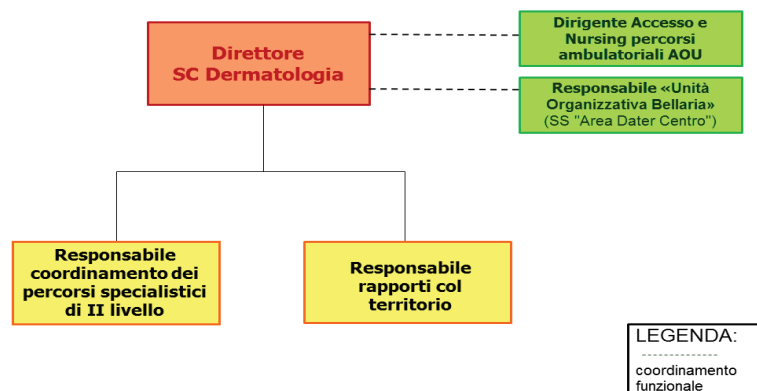 Direttore
SC Dermatologia
Dirigente Accesso e
Nursing percorsi
ambulatoriali AOU
Responsabile «Unità
Organizzativa Bellaria»
(SS "Area Dater Centro")
Responsabile
coordinamento dei
percorsi specialistici
di II livello
Responsabile
rapporti col
territorio
LEGENDA:
coordinamento
funzionale